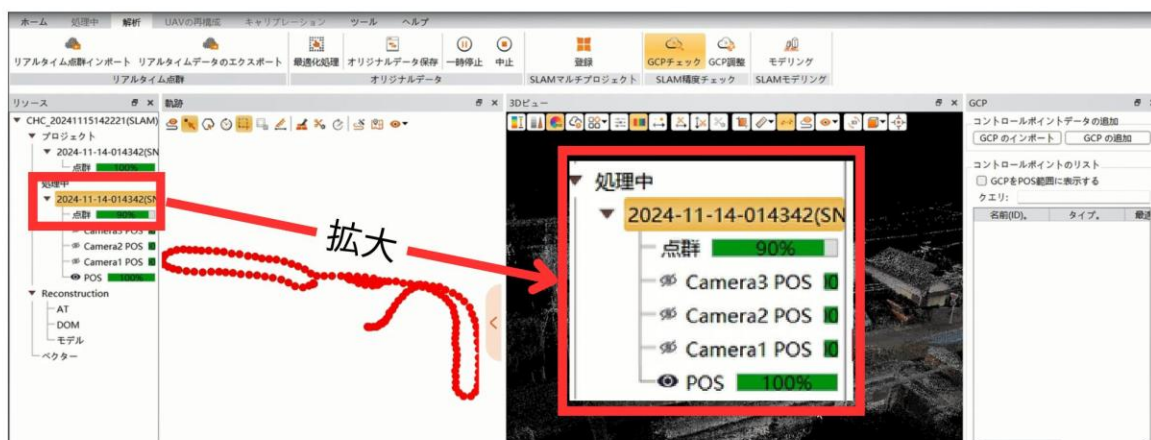 ホーム 処理中 解析 UAVの再構成 キャリブレーション ツール ヘルプ
リアルタイム点群インポート リアルタイムデータのエクスポート 最適化処理 オリジナルデータ保存 一時停止 中止 登録 GCPチェック GCP調整 モデリング
リアルタイム点群 オリジナルデータ SLAMマルチプロジェクト SLAM精度チェック SLAMモデリング
リソース
CHC_20241115142221(SLAM)
プロジェクト
2024-11-14-014342(SN
点群 100%
処理中
2024-11-14-014342(SN
点群 90%
Camera3 POS
Camera2 POS
Camera1 POS
POS 100%
Reconstruction
AT
DOM
モデル
ベクター
軌跡
拡大
3Dビュー
処理中
2024-11-14-014342(SN
点群 90%
Camera3 POS
Camera2 POS
Camera1 POS
POS 100%
GCP
コントロールポイントデータの追加
GCP のインポート GCP の追加
コントロールポイントのリスト
GCPをPOS範囲に表示する
クエリ:
名前(ID)。 タイプ。